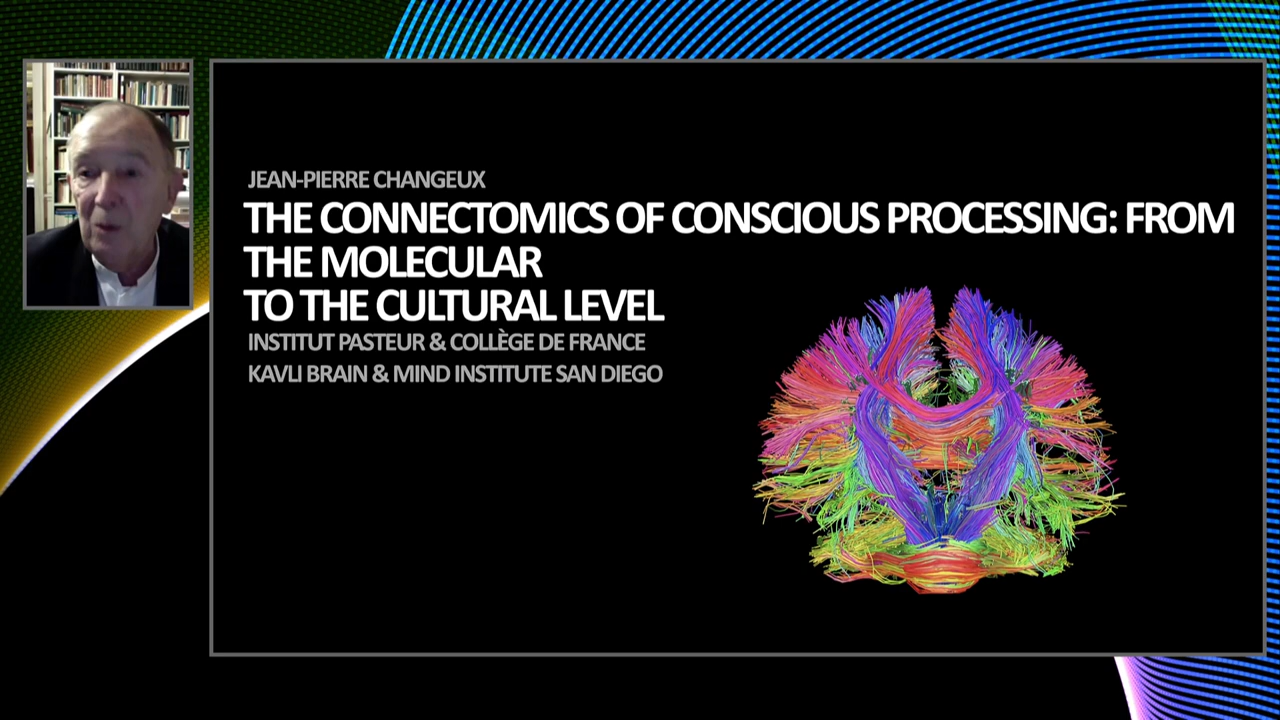 JEAN-PIERRE CHANGEUX
THE CONNECTOMICS OF CONSCIOUS PROCESSING: FROM
THE MOLECULAR
TO THE CULTURAL LEVEL
INSTITUT PASTEUR & COLLÈGE DE FRANCE
KAVLI BRAIN & MIND INSTITUTE SAN DIEGO